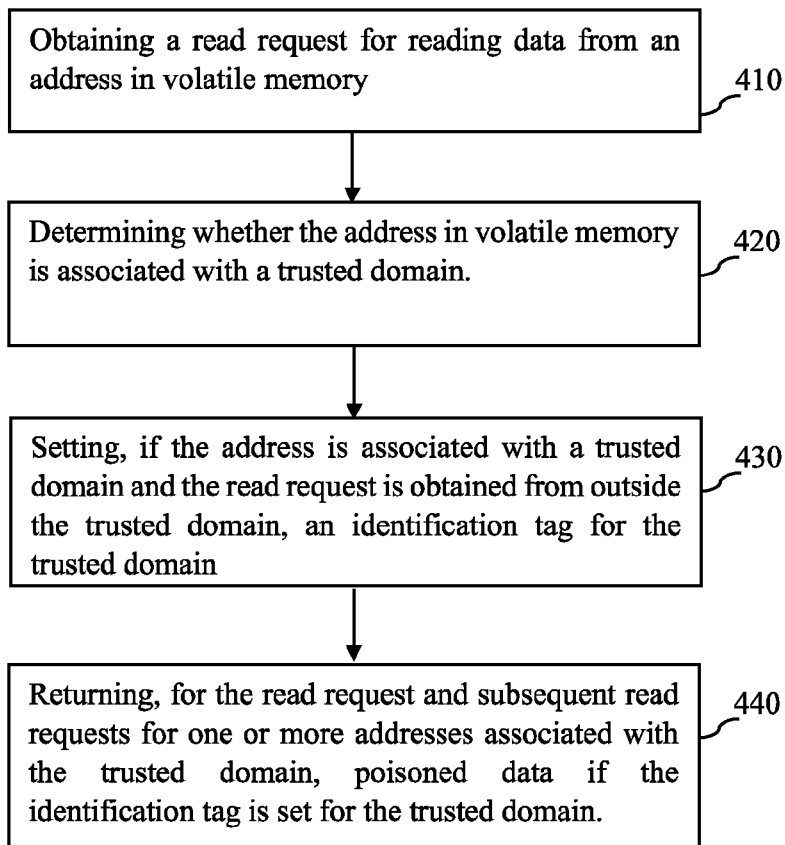 Obtaining a read request for reading data from an
address in volatile memory
410
Determining whether the address in volatile memory
is associated with a trusted domain.
420
Setting, if the address is associated with a trusted
domain and the read request is obtained from outside
the trusted domain, an identification tag for the
trusted domain
430
Returning, for the read request and subsequent read
requests for one or more addresses associated with
the trusted domain, poisoned data if the
identification tag is set for the trusted domain.
440